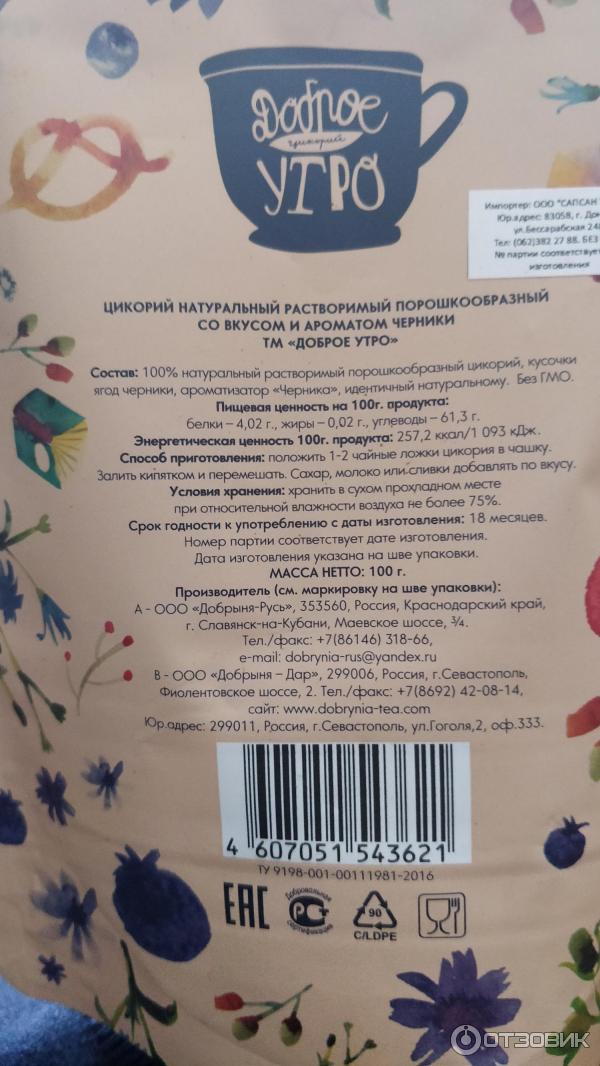 Доброе
цикорий
УТРО
Импортер: ООО "САПСАН
Юр.адрес: 83058, г.
ул.Бессарабская
Тел: (062)382 27 88. БЕЗ
№ партии соответствует
изготовления
ЦИКОРИЙ НАТУРАЛЬНЫЙ РАСТВОРИМЫЙ ПОРОШКООБРАЗНЫЙ
СО ВКУСОМ И АРОМАТОМ ЧЕРНИКИ
ТМ «ДОБРОЕ УТРО»
Состав: 100% натуральный растворимый порошкообразный цикорий, кусочки
ягод черники, ароматизатор «Черника», идентичный натуральному. Без ГМО.
Пищевая ценность на 100г. продукта:
белки – 4,02 г., жиры – 0,02 г., углеводы – 61,3 г.
Энергетическая ценность 100г. продукта: 257,2 ккал/1 093 кДж.
Способ приготовления: положить 1-2 чайные ложки цикория в чашку.
Залить кипятком и перемешать. Сахар, молоко или сливки добавлять по вкусу.
Условия хранения: хранить в сухом прохладном месте
при относительной влажности воздуха не более 75%.
Срок годности к употреблению с даты изготовления: 18 месяцев.
Номер партии соответствует дате изготовления.
Дата изготовления указана на шве упаковки.
МАССА НЕТТО: 100 г.
Производитель (см. маркировку на шве упаковки):
А - ООО «Добрыня-Русь», 353560, Россия, Краснодарский край,
г. Славянск-на-Кубани, Маевское шоссе, ¾.
Тел./факс: +7(86146) 318-66,
e-mail: dobrynia-rus@yandex.ru
В - ООО «Добрыня – Дар», 299006, Россия, г.Севастополь,
Фиолентовское шоссе, 2. Тел./факс: +7(8692) 42-08-14,
сайт: www.dobrynia-tea.com
Юр.адрес: 299011, Россия, г.Севастополь, ул.Гоголя,2, оф.333.
4 607051 543621
ТУ 9198-001-00111981-2016
ЕАС
Добровольная
сертификация
90
C/LDPE
ОТЗОВИК